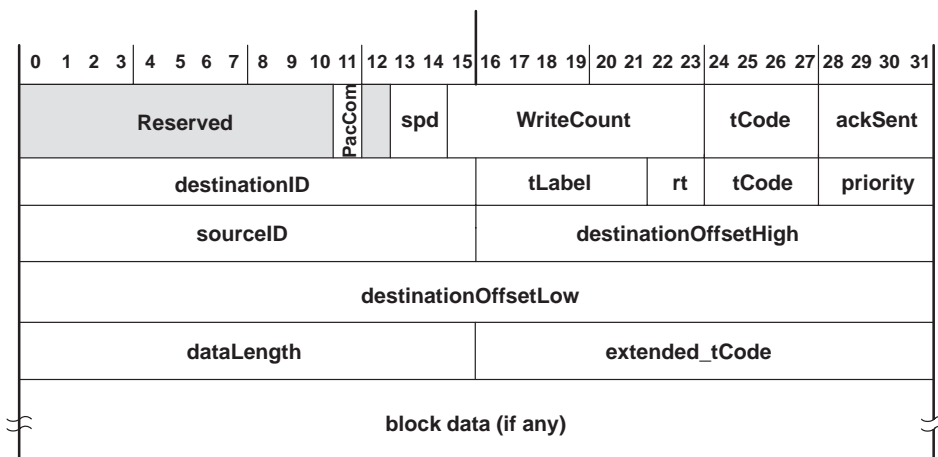 0 1 2 3 4 5 6 7 8 9 10 11 12 13 14 15 16 17 18 19 20 21 22 23 24 25 26 27 28 29 30 31
Reserved PacCom spd WriteCount tCode ackSent
destinationID tLabel rt tCode priority
sourceID destinationOffsetHigh
destinationOffsetLow
dataLength extended_tCode
block data (if any)